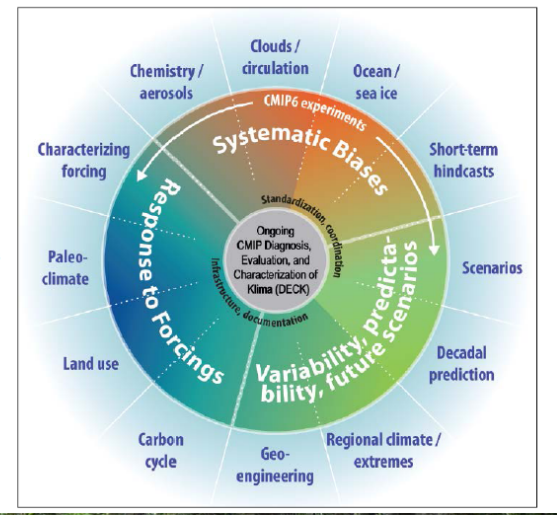 Clouds /
circulation
Chemistry /
aerosols
Ocean /
sea ice
CMIP6 experiments
Systematic Biases
Characterizing
forcing
Short-term
hindcasts
Standardization, coordination
Response to Forcings
Ongoing
CMIP Diagnosis,
Evaluation, and
Characterization of
Klima (DECK)
Infrastructure, documentation
Paleo-
climate
Scenarios
Variability, predicta-
bility, future scenarios
Land use
Decadal
prediction
Carbon
cycle
Geo-
engineering
Regional climate /
extremes